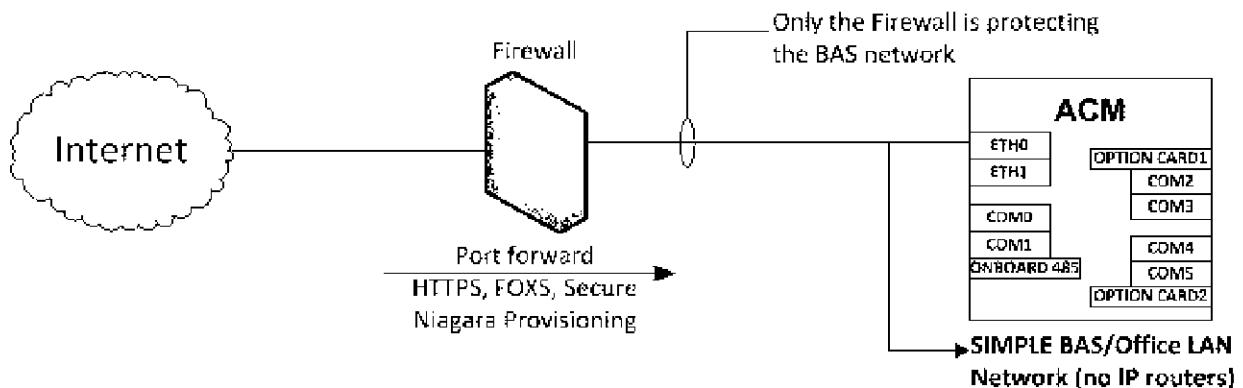 Only the Firewall is protecting
the BAS network
Firewall
Internet
ACM
ETH0
ETH1
OPTION CARD1
COM2
COM3
COM0
COM1
ONBOARD 485
COM4
COM5
OPTION CARD2
Port forward
HTTPS, FOXS, Secure
Niagara Provisioning
SIMPLE BAS/Office LAN
Network (no IP routers)